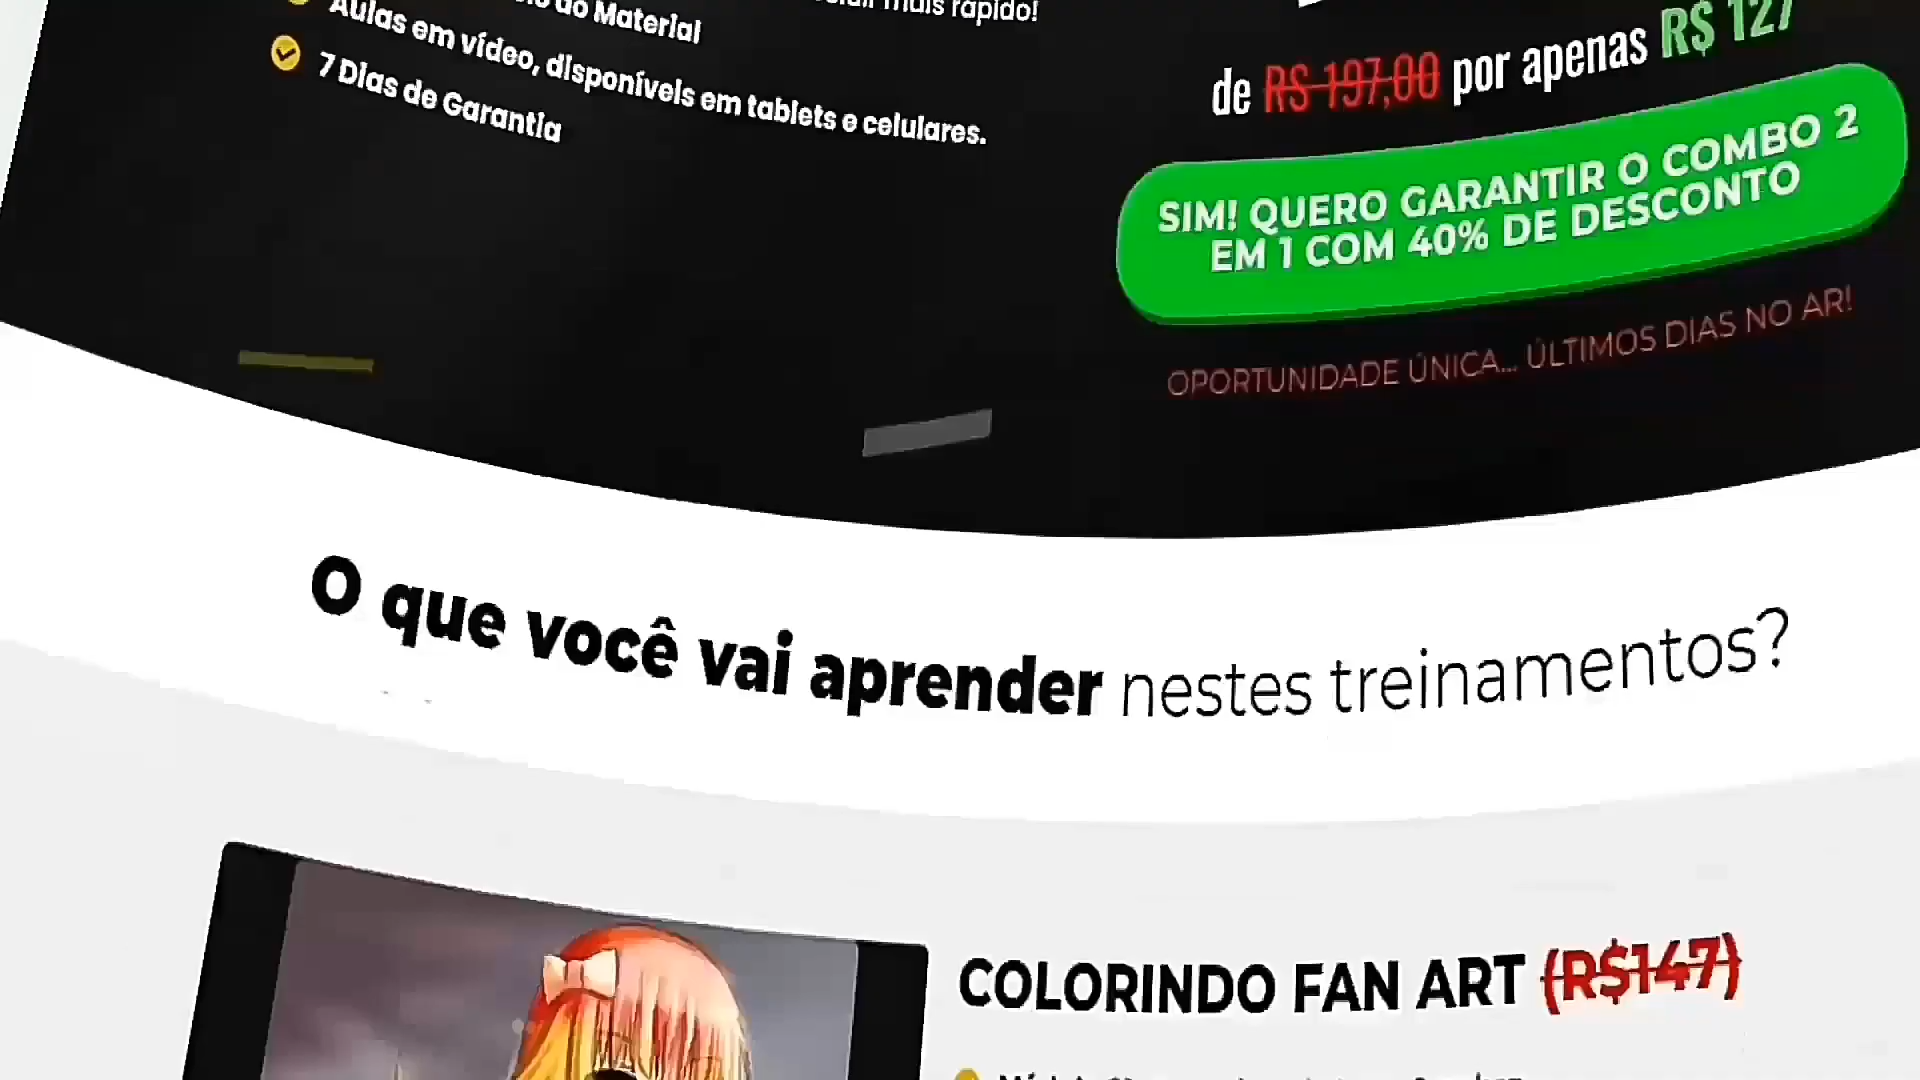 mais rápido!
do Material
Aulas em vídeo, disponíveis em tablets e celulares.
7 Dias de Garantia
de R$ 197,00 por apenas R$ 127
SIM! QUERO GARANTIR O COMBO 2
EM 1 COM 40% DE DESCONTO
OPORTUNIDADE ÚNICA... ÚLTIMOS DIAS NO AR!
O que você vai aprender nestes treinamentos?
COLORINDO FAN ART (R$147)